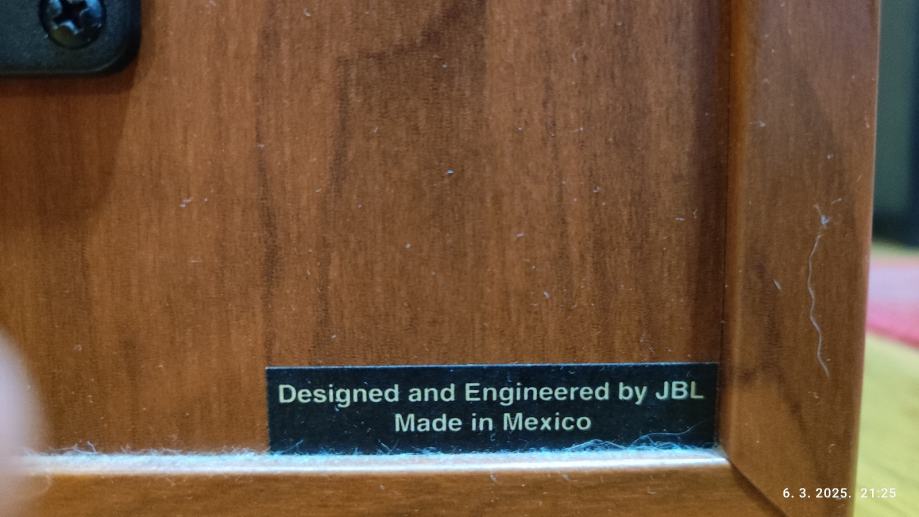 Designed and Engineered by JBL
Made in Mexico
6. 3. 2025. 21:25